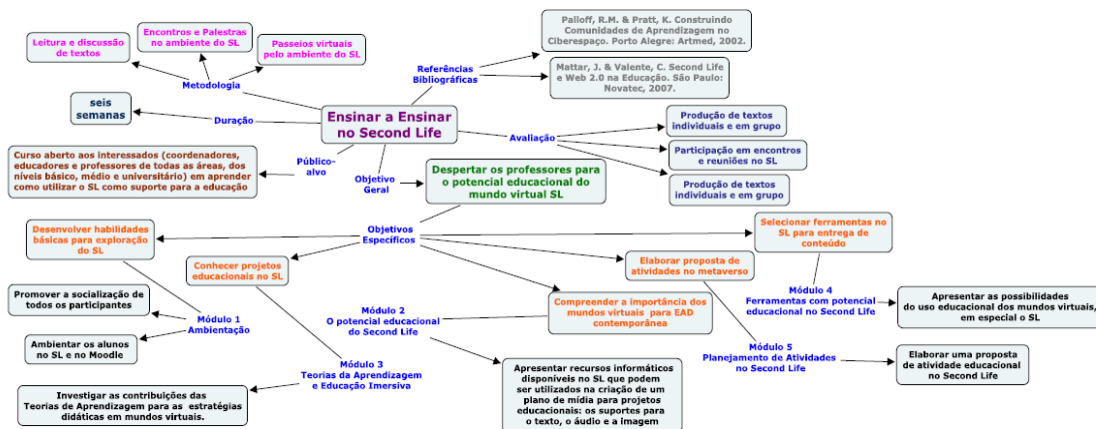 Leitura e discussão
de textos
Encontros e Palestras
no ambiente do SL
Passeios virtuais
pelo ambiente do SL
Metodologia
Referências
Bibliográficas
Palloff, R.M. & Pratt, K. Construindo
Comunidades de Aprendizagem no
Ciberespaço. Porto Alegre: Artmed, 2002.
Mattar, J. & Valente, C. Second Life
e Web 2.0 na Educação. São Paulo:
Novatec, 2007.
seis
semanas
Duração
Ensinar a Ensinar
no Second Life
Avaliação
Produção de textos
individuais e em grupo
Participação em encontros
e reuniões no SL
Produção de textos
individuais e em grupo
Curso aberto aos interessados (coordenadores,
educadores e professores de todas as áreas, dos
níveis básico, médio e universitário) em aprender
como utilizar o SL como suporte para a educação
Público-
alvo
Objetivo
Geral
Despertar os professores para
o potencial educacional do
mundo virtual SL
Objetivos
Específicos
Desenvolver habilidades
básicas para exploração
do SL
Conhecer projetos
educacionais no SL
Compreender a importância dos
mundos virtuais para EAD
contemporânea
Elaborar proposta de
atividades no metaverso
Selecionar ferramentas no
SL para entrega de
conteúdo
Promover a socialização de
todos os participantes
Módulo 1
Ambientação
Ambientar os alunos
no SL e no Moodle
Módulo 2
O potencial educacional
do Second Life
Módulo 3
Teorias da Aprendizagem
e Educação Imersiva
Investigar as contribuições das
Teorias de Aprendizagem para as estratégias
didáticas em mundos virtuais.
Apresentar recursos informáticos
disponíveis no SL que podem
ser utilizados na criação de um
plano de mídia para projetos
educacionais: os suportes para
o texto, o áudio e a imagem
Módulo 4
Ferramentas com potencial
educacional no Second Life
Apresentar as possibilidades
do uso educacional dos mundos virtuais,
em especial o SL
Módulo 5
Planejamento de Atividades
no Second Life
Elaborar uma proposta
de atividade educacional
no Second Life